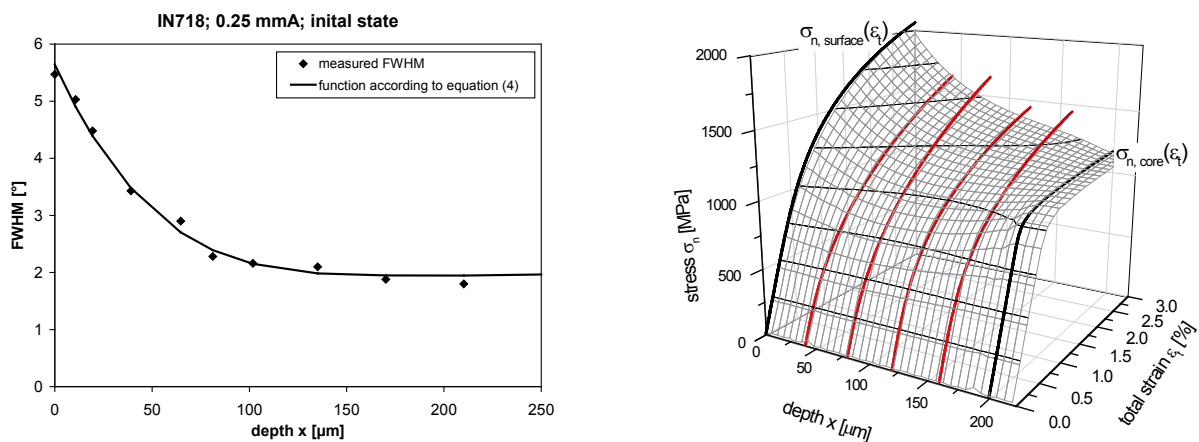 IN718; 0.25 mmA; inital state
6
5
4
3
2
1
0
FWHM [°]
measured FWHM
function according to equation (4)
0 50 100 150 200 250
depth x [µm]
σn, surface(εt)
σn, core(εt)
2000
1500
1000
500
0
stress σn [MPa]
0 50 100 150 200
depth x [µm]
0.0 0.5 1.0 1.5 2.0 2.5 3.0
total strain εt [%]